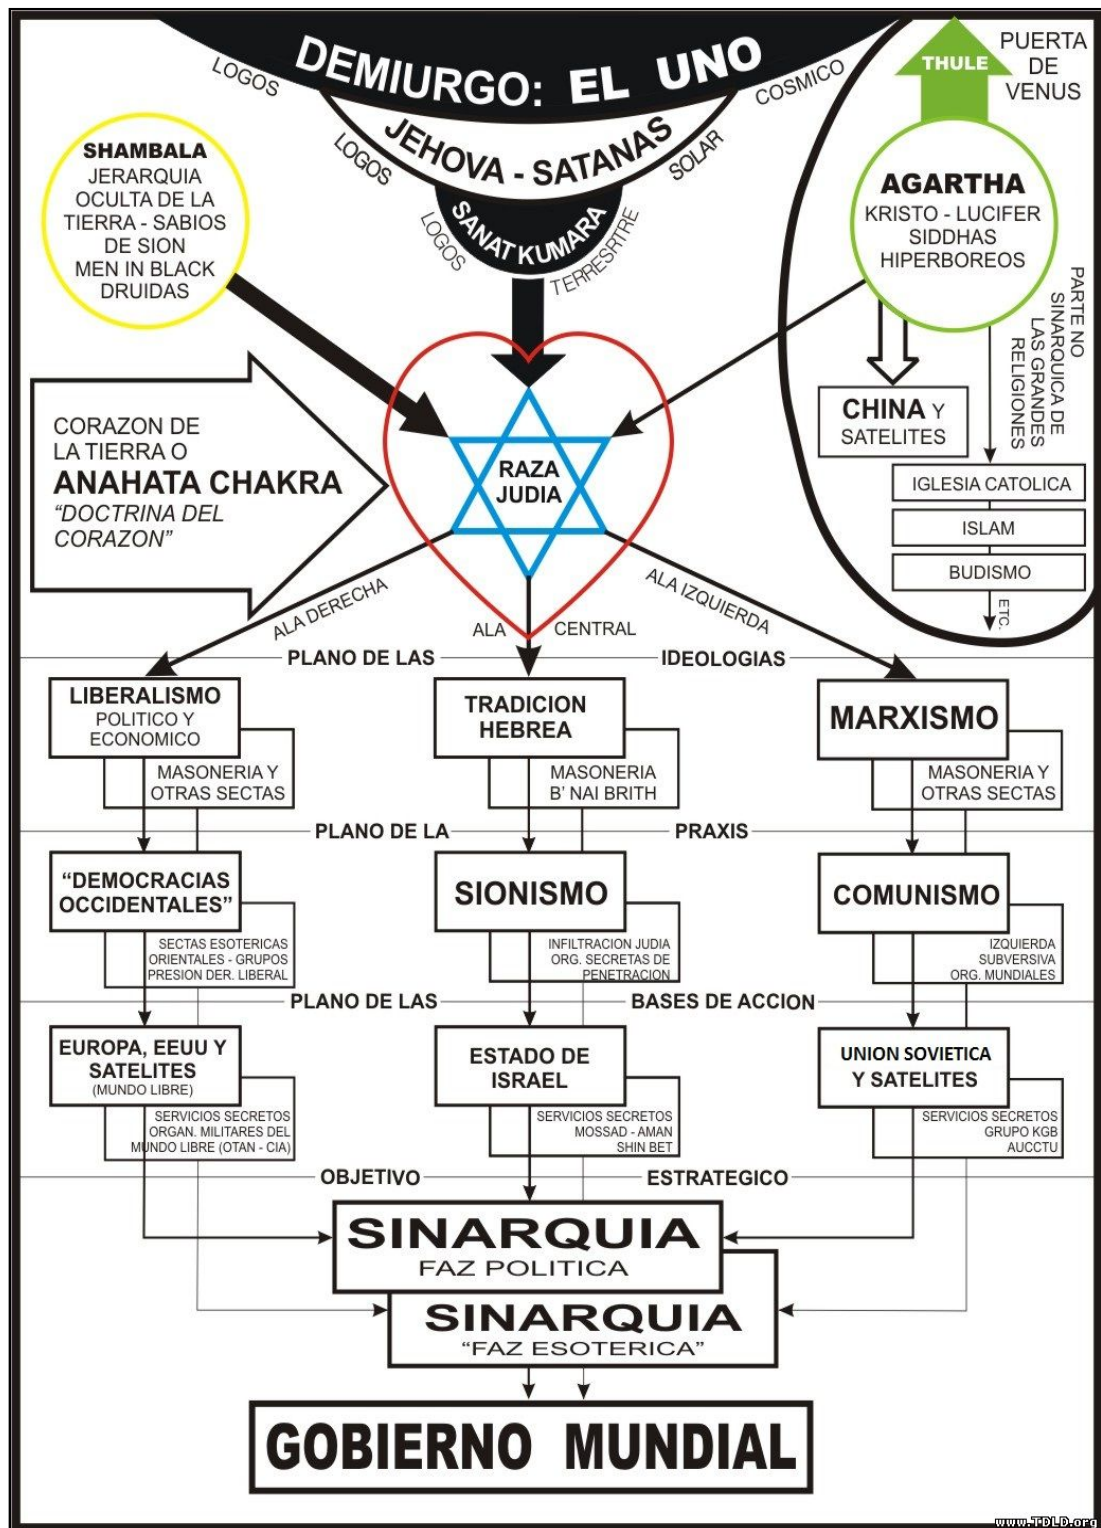 DEMIURGO: EL UNO
LOGOS
COSMICO
JEHOVA - SATANAS
LOGOS
SOLAR
SANAT KUMARA
LOGOS
TERRESRTRE
THULE
PUERTA
DE
VENUS
SHAMBALA
JERARQUIA
OCULTA DE LA
TIERRA - SABIOS
DE SION
MEN IN BLACK
DRUIDAS
AGARTHA
KRISTO - LUCIFER
SIDDHAS
HIPERBOREOS
PARTE NO
SINARQUICA DE
LAS GRANDES
RELIGIONES
CHINA Y
SATELITES
IGLESIA CATOLICA
ISLAM
BUDISMO
ETC.
CORAZON DE
LA TIERRA O
ANAHATA CHAKRA
“DOCTRINA DEL
CORAZON”
RAZA
JUDIA
ALA DERECHA
ALA CENTRAL
ALA IZQUIERDA
PLANO DE LAS IDEOLOGIAS
LIBERALISMO
POLITICO Y
ECONOMICO
MASONERIA Y
OTRAS SECTAS
TRADICION
HEBREA
MASONERIA
B’ NAI BRITH
MARXISMO
MASONERIA Y
OTRAS SECTAS
PLANO DE LA PRAXIS
“DEMOCRACIAS
OCCIDENTALES”
SECTAS ESOTERICAS
ORIENTALES - GRUPOS
PRESION DER. LIBERAL
SIONISMO
INFILTRACION JUDIA
ORG. SECRETAS DE
PENETRACION
COMUNISMO
IZQUIERDA
SUBVERSIVA
ORG. MUNDIALES
PLANO DE LAS BASES DE ACCION
EUROPA, EEUU Y
SATELITES
(MUNDO LIBRE)
SERVICIOS SECRETOS
ORGAN. MILITARES DEL
MUNDO LIBRE (OTAN - CIA)
ESTADO DE
ISRAEL
SERVICIOS SECRETOS
MOSSAD - AMAN
SHIN BET
UNION SOVIETICA
Y SATELITES
SERVICIOS SECRETOS
GRUPO KGB
AUCCTU
OBJETIVO ESTRATEGICO
SINARQUIA
FAZ POLITICA
SINARQUIA
“FAZ ESOTERICA”
GOBIERNO MUNDIAL
www.TDLD.org